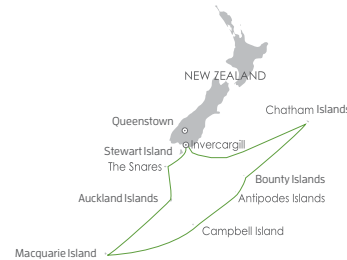 NEW ZEALAND
Chatham Islands
Queenstown
Invercargill
Stewart Island
The Snares
Bounty Islands
Auckland Islands
Antipodes Islands
Campbell Island
Macquarie Island